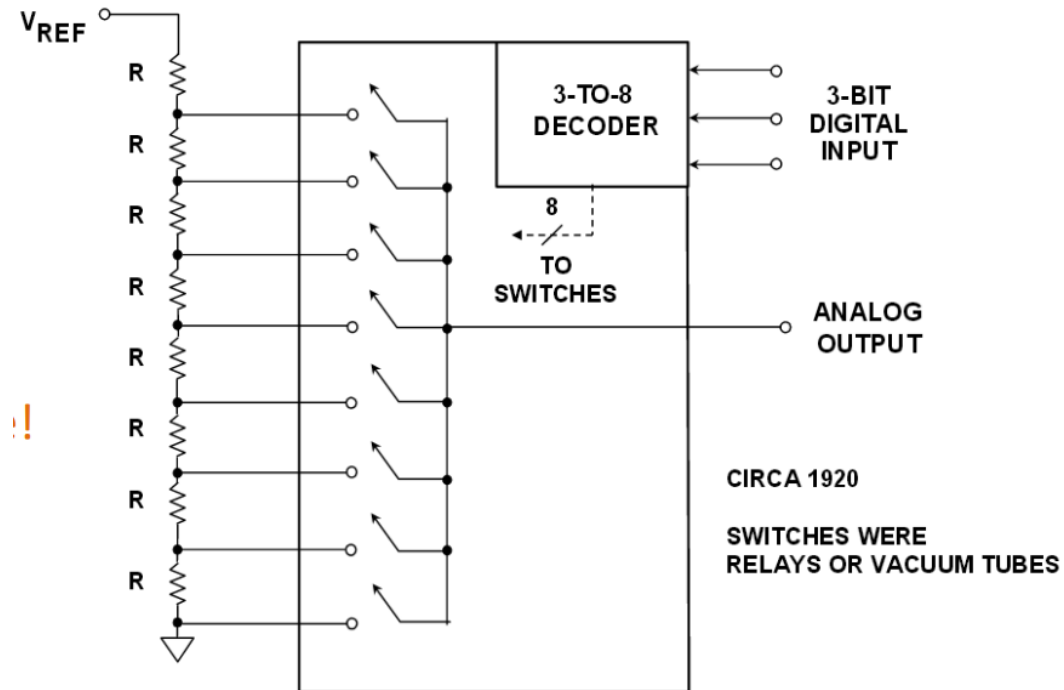 VREF
R
R
R
R
R
R
R
R
3-TO-8
DECODER
3-BIT
DIGITAL
INPUT
8
TO
SWITCHES
ANALOG
OUTPUT
!
CIRCA 1920
SWITCHES WERE
RELAYS OR VACUUM TUBES